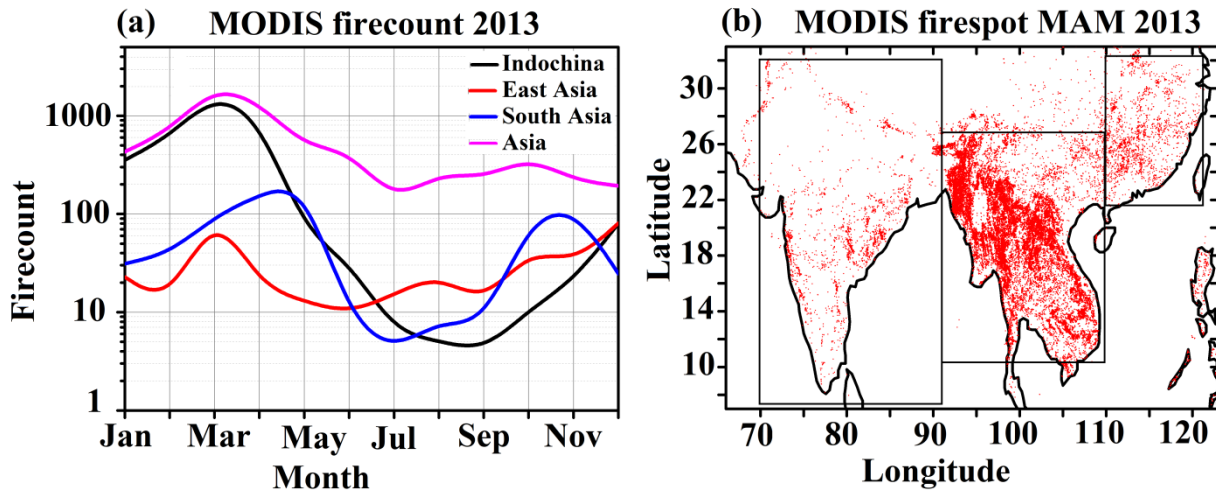 (a) MODIS firecount 2013
Indochina
East Asia
South Asia
Asia
1000
100
10
1
Firecount
Jan Mar May Jul Sep Nov
Month
(b) MODIS firespot MAM 2013
30
26
22
18
14
10
Latitude
70 80 90 100 110 120
Longitude